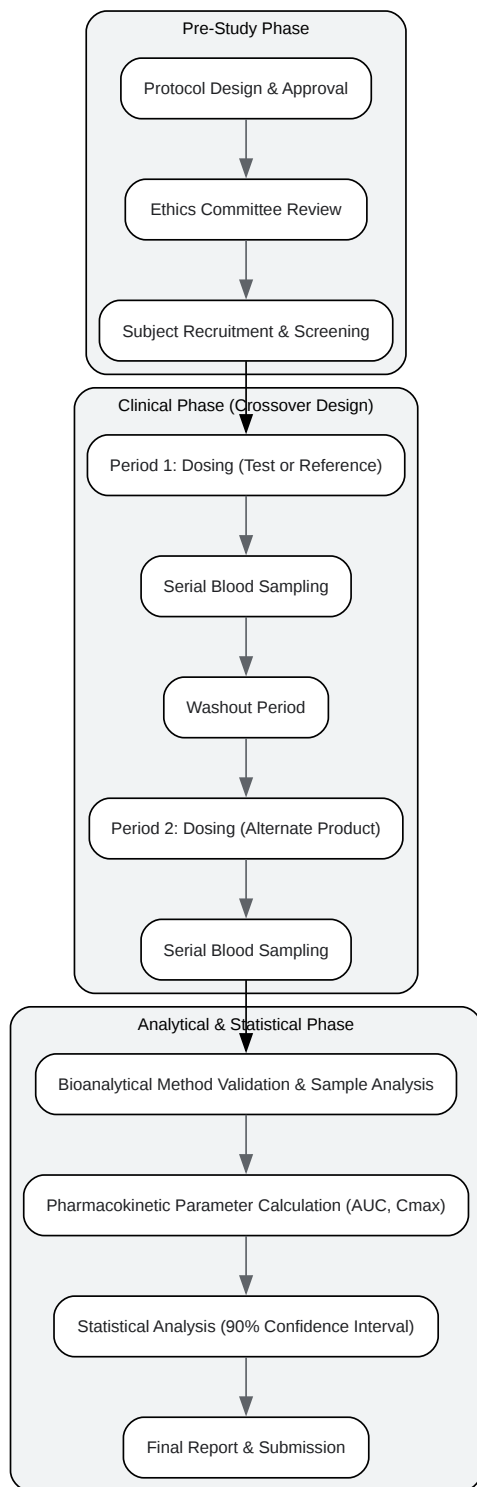 Pre-Study Phase
Protocol Design & Approval
Ethics Committee Review
Subject Recruitment & Screening
Clinical Phase (Crossover Design)
Period 1: Dosing (Test or Reference)
Serial Blood Sampling
Washout Period
Period 2: Dosing (Alternate Product)
Serial Blood Sampling
Analytical & Statistical Phase
Bioanalytical Method Validation & Sample Analysis
Pharmacokinetic Parameter Calculation (AUC, Cmax)
Statistical Analysis (90% Confidence Interval)
Final Report & Submission